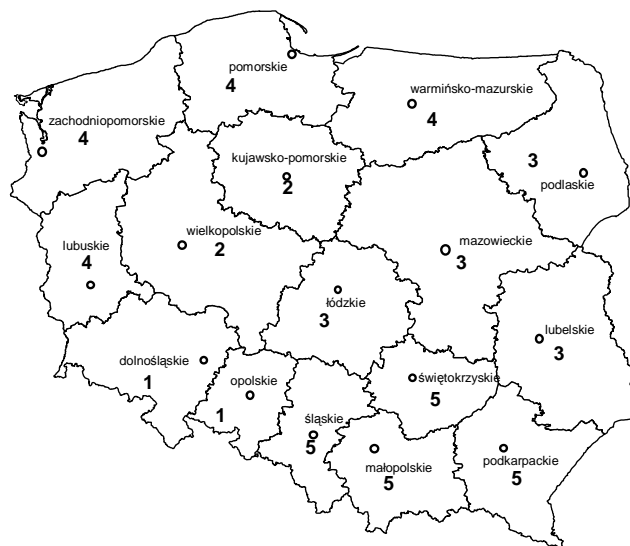 pomorskie
4
warmińsko-mazurskie
4
zachodniopomorskie
4
kujawsko-pomorskie
2
3
podlaskie
wielkopolskie
2
lubuskie
4
mazowieckie
3
łódzkie
3
lubelskie
3
dolnośląskie
1
opolskie
1
świętokrzyskie
5
śląskie
5
małopolskie
5
podkarpackie
5